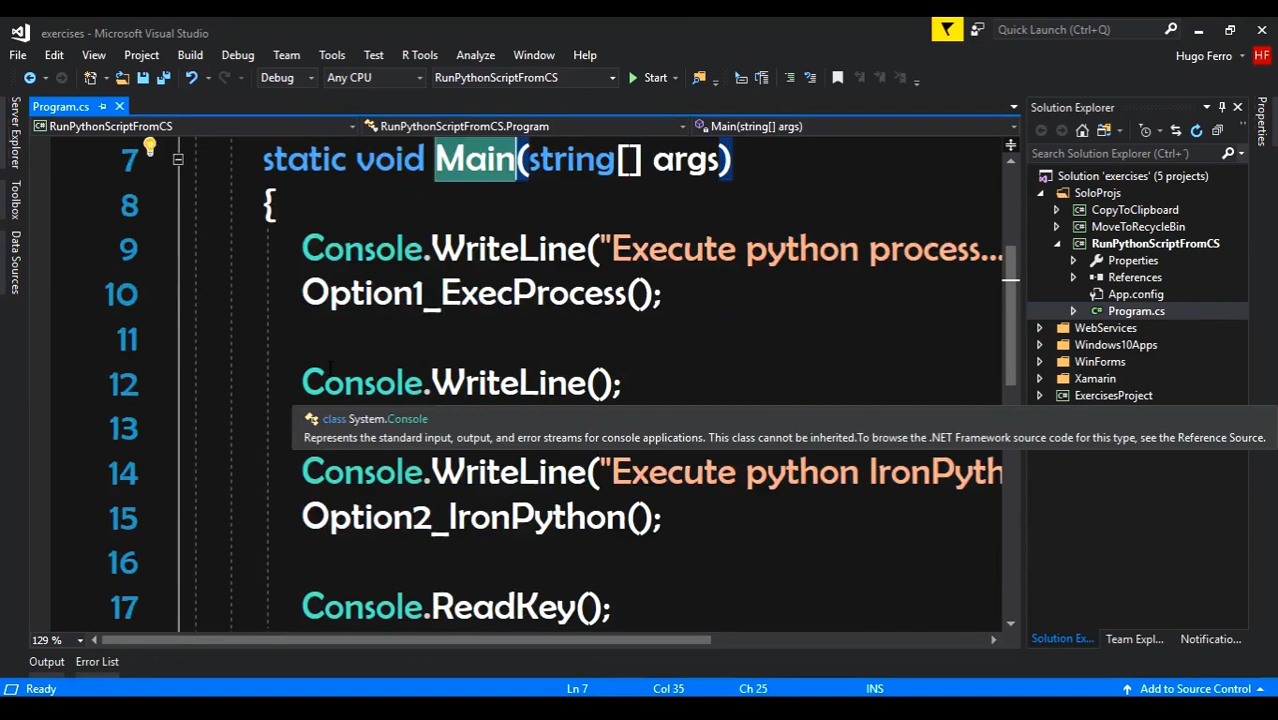 exercises - Microsoft Visual Studio
Quick Launch (Ctrl+Q)
File Edit View Project Build Debug Team Tools Test R Tools Analyze Window Help
Hugo Ferro HF
Debug Any CPU RunPythonScriptFromCS Start
Server Explorer
Toolbox
Data Sources
Program.cs
RunPythonScriptFromCS RunPythonScriptFromCS.Program Main(string[] args)
7 static void Main(string[] args)
8 {
9 Console.WriteLine("Execute python process...
10 Option1_ExecProcess();
11
12 Console.WriteLine();
13
class System.Console
Represents the standard input, output, and error streams for console applications. This class cannot be inherited.To browse the .NET Framework source code for this type, see the Reference Source.
14 Console.WriteLine("Execute python IronPyth
15 Option2_IronPython();
16
17 Console.ReadKey();
129 %
Solution Explorer
Search Solution Explorer (Ctrl+')
Solution 'exercises' (5 projects)
SoloProjs
CopyToClipboard
MoveToRecycleBin
RunPythonScriptFromCS
Properties
References
App.config
Program.cs
WebServices
Windows10Apps
WinForms
Xamarin
ExercisesProject
Solution Ex... Team Expl... Notificatio...
Properties
Output Error List
Ready Ln 7 Col 35 Ch 25 INS Add to Source Control